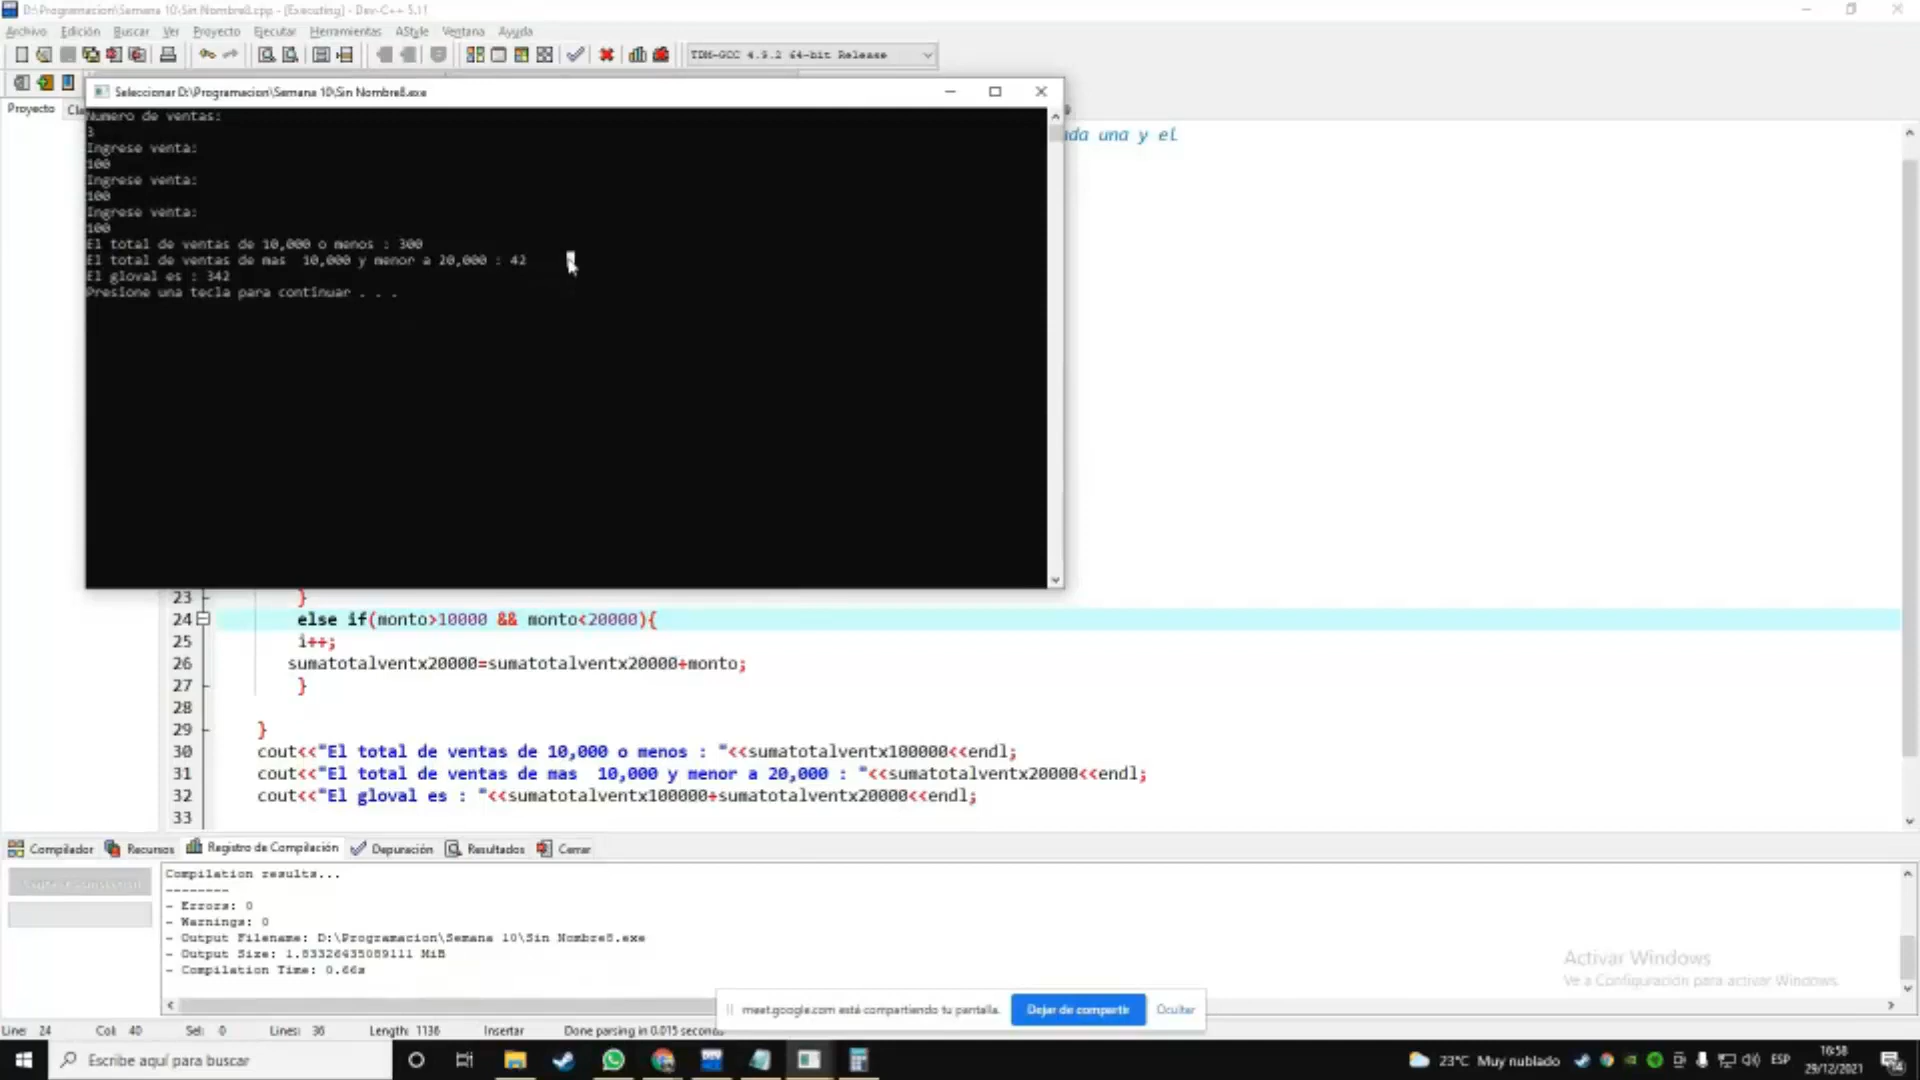 D:\Programacion\Semana 10\Sin Nombre8.cpp - [Executing] - Dev-C++ 5.11
Archivo Edición Buscar Ver Proyecto Ejecutar Herramientas AStyle Ventana Ayuda
TDM-GCC 4.9.2 64-bit Release
Seleccionar D:\Programacion\Semana 10\Sin Nombre8.exe
Proyecto Cla
Numero de ventas:
3
Ingrese venta:
100
Ingrese venta:
100
Ingrese venta:
100
El total de ventas de 10,000 o menos : 300
El total de ventas de mas  10,000 y menor a 20,000 : 42
El gloval es : 342
Presione una tecla para continuar . . .
una y el
23 }
24 else if(monto>10000 && monto<20000){
25 i++;
26 sumatotalventx20000=sumatotalventx20000+monto;
27 }
28
29 }
30 cout<<"El total de ventas de 10,000 o menos : "<<sumatotalventx100000<<endl;
31 cout<<"El total de ventas de mas  10,000 y menor a 20,000 : "<<sumatotalventx20000<<endl;
32 cout<<"El gloval es : "<<sumatotalventx100000+sumatotalventx20000<<endl;
33
Compilador Recursos Registro de Compilación Depuración Resultados Cerrar
Compilation results...
--------
- Errors: 0
- Warnings: 0
- Output Filename: D:\Programacion\Semana 10\Sin Nombre8.exe
- Output Size: 1.83326435089111 MiB
- Compilation Time: 0.66s
Activar Windows
Ve a Configuración para activar Windows.
meet.google.com está compartiendo tu pantalla. Dejar de compartir Ocultar
Line: 24 Col: 40 Sel: 0 Lines: 36 Length: 1136 Insertar Done parsing in 0.015 seconds
Escribe aquí para buscar
23°C Muy nublado
ESP
16:58
29/12/2021